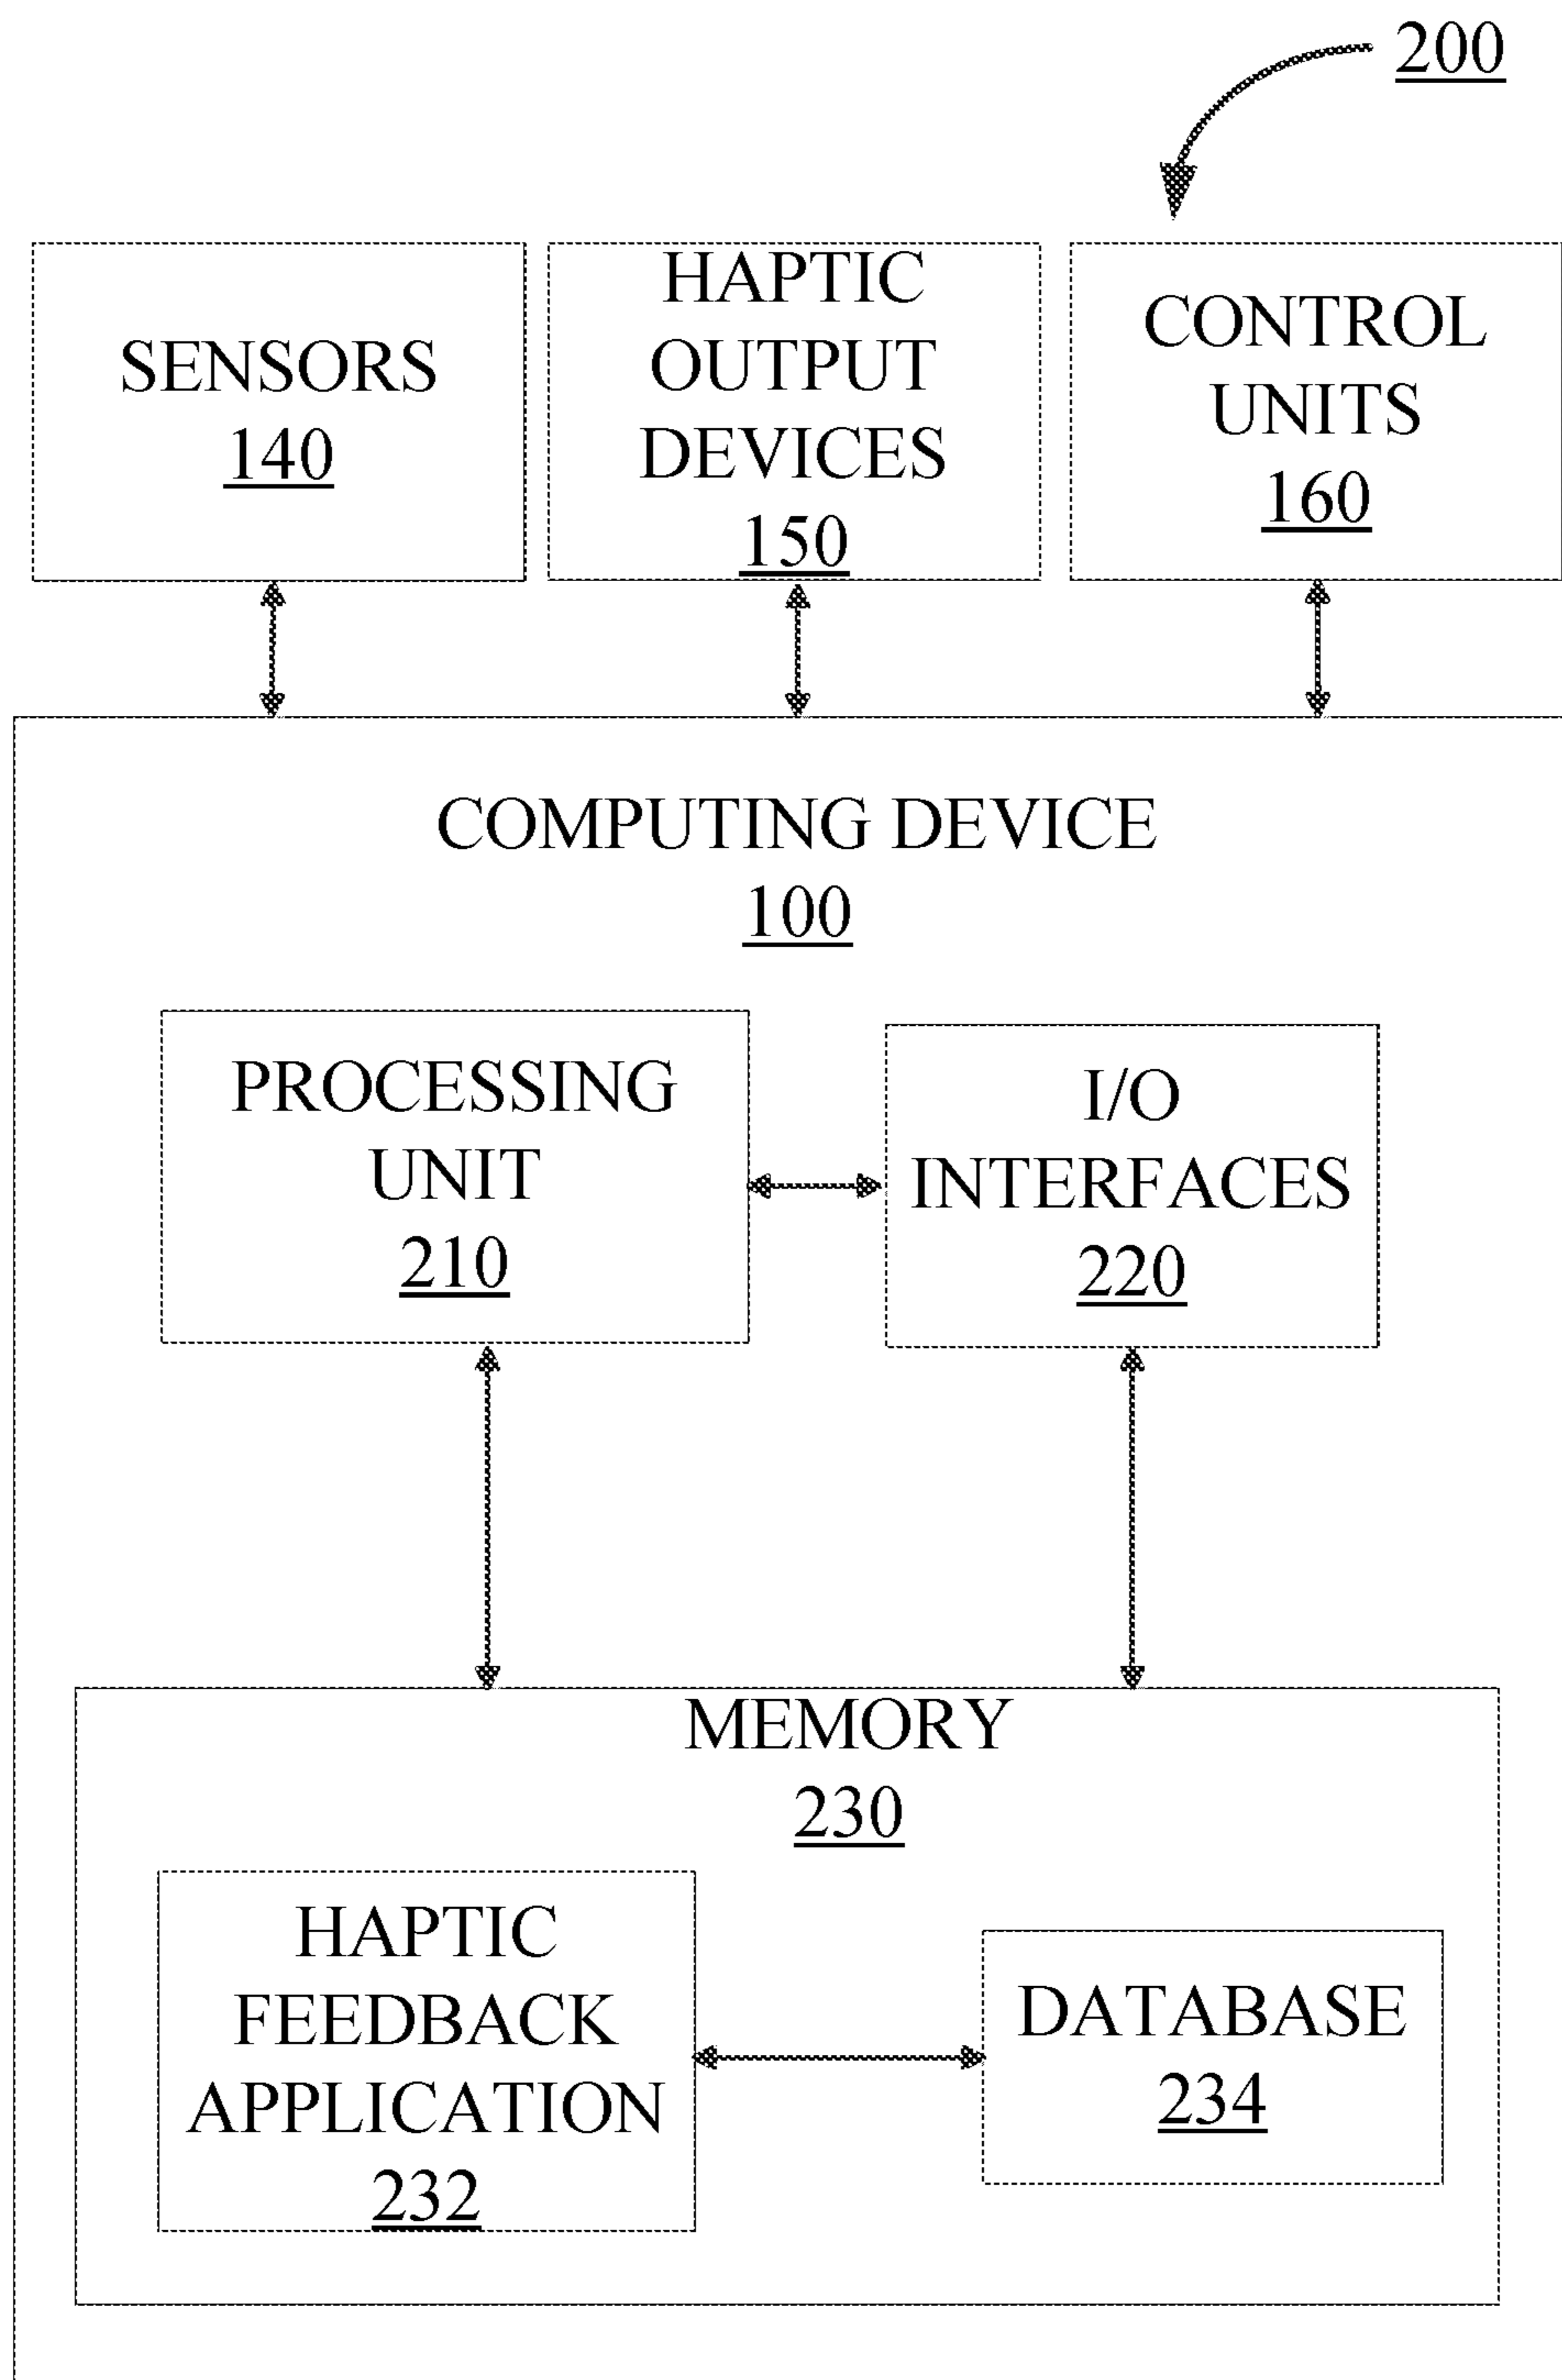 200
SENSORS
140
HAPTIC
OUTPUT
DEVICES
150
CONTROL
UNITS
160
COMPUTING DEVICE
100
PROCESSING
UNIT
210
I/O
INTERFACES
220
MEMORY
230
HAPTIC
FEEDBACK
APPLICATION
232
DATABASE
234